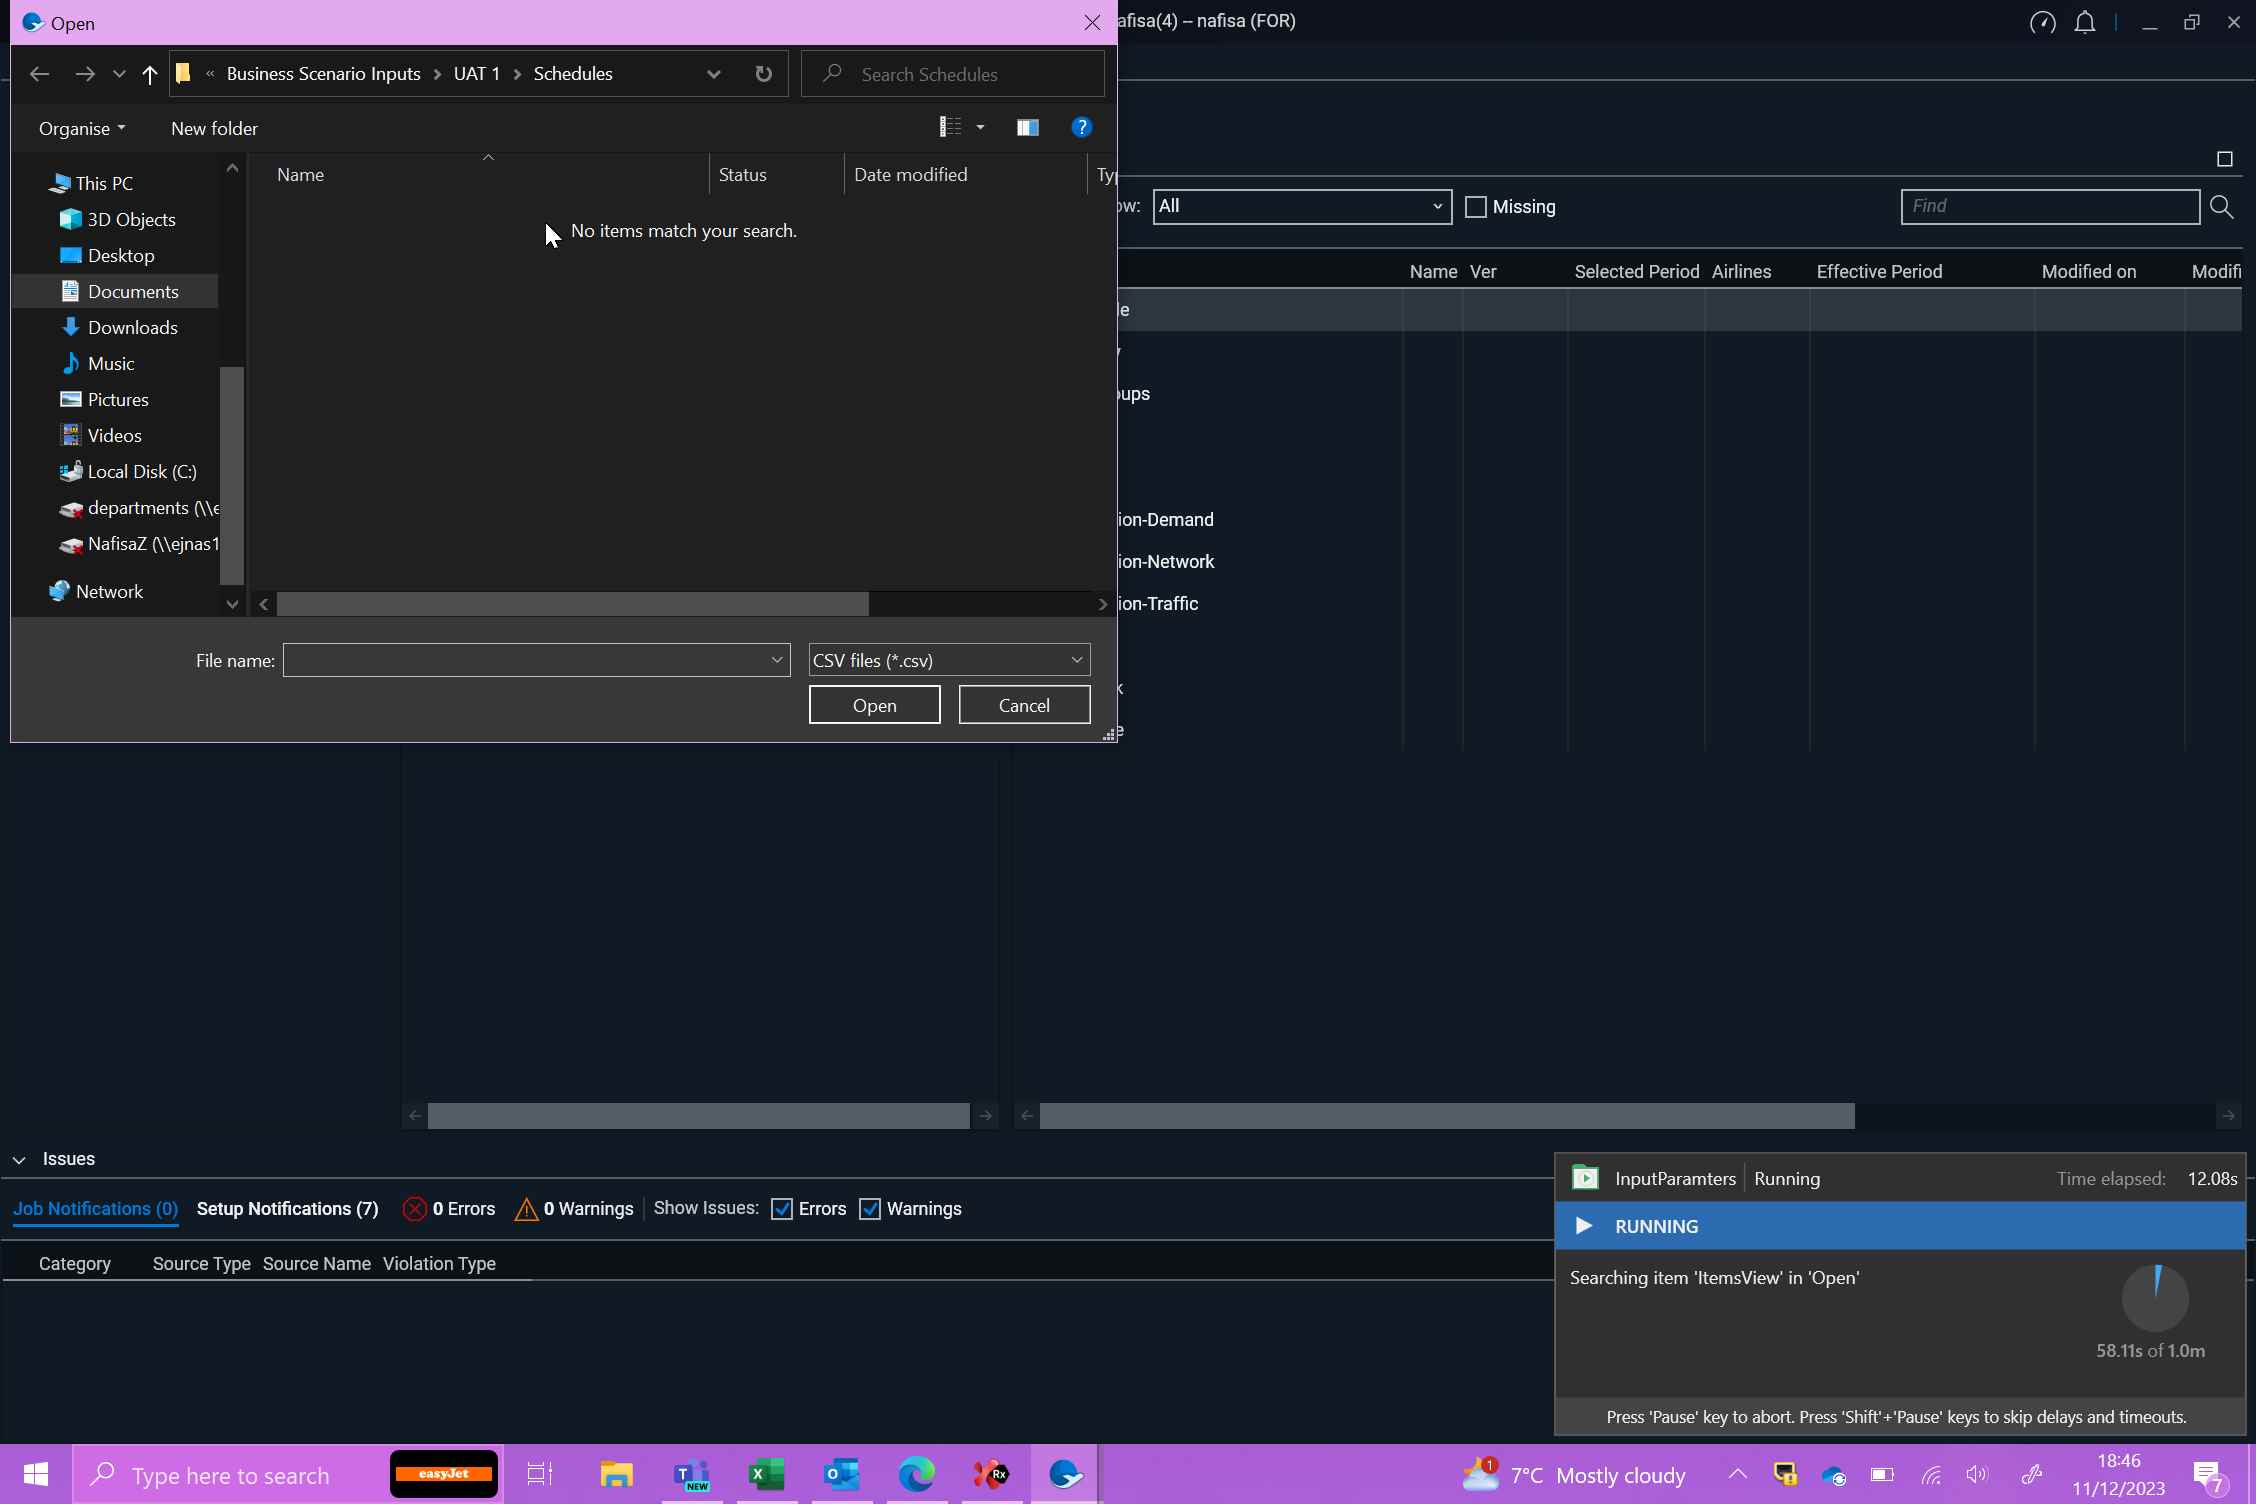 Open
afisa(4) – nafisa (FOR)
« Business Scenario Inputs > UAT 1 > Schedules
Search Schedules
Organise
New folder
Name
Status
Date modified
This PC
3D Objects
Desktop
Documents
Downloads
Music
Pictures
Videos
Local Disk (C:)
departments (\\e
NafisaZ (\\ejnas1
Network
No items match your search.
File name:
CSV files (*.csv)
Open
Cancel
ow:
All
Missing
Find
Name
Ver
Selected Period
Airlines
Effective Period
Modified on
Modifi
le
y
oups
ion-Demand
ion-Network
ion-Traffic
k
e
Issues
Job Notifications (0)
Setup Notifications (7)
0 Errors
0 Warnings
Show Issues:
Errors
Warnings
Category
Source Type
Source Name
Violation Type
InputParamters
Running
Time elapsed: 12.08s
RUNNING
Searching item 'ItemsView' in 'Open'
58.11s of 1.0m
Press 'Pause' key to abort. Press 'Shift'+'Pause' keys to skip delays and timeouts.
Type here to search
easyJet
NEW
Rx
1
7°C Mostly cloudy
18:46
11/12/2023
7